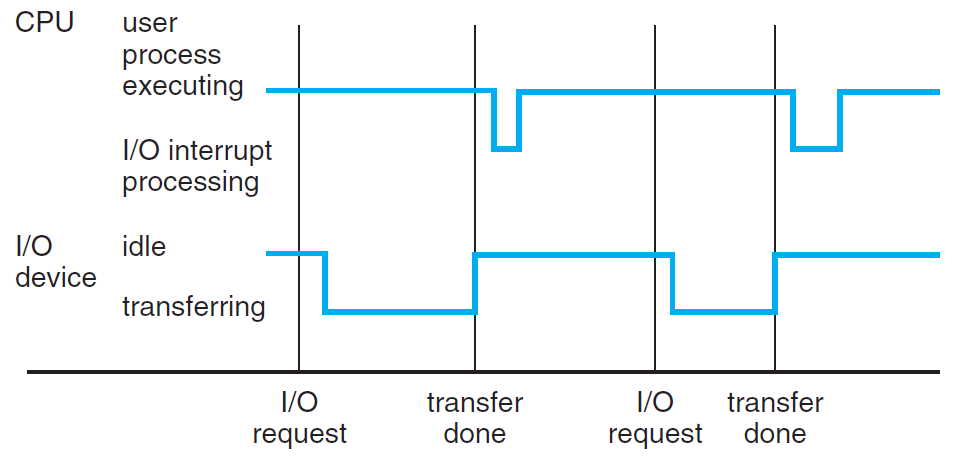 CPU
user
process
executing
I/O interrupt
processing
I/O
device
idle
transferring
I/O
request
transfer
done
I/O
request
transfer
done